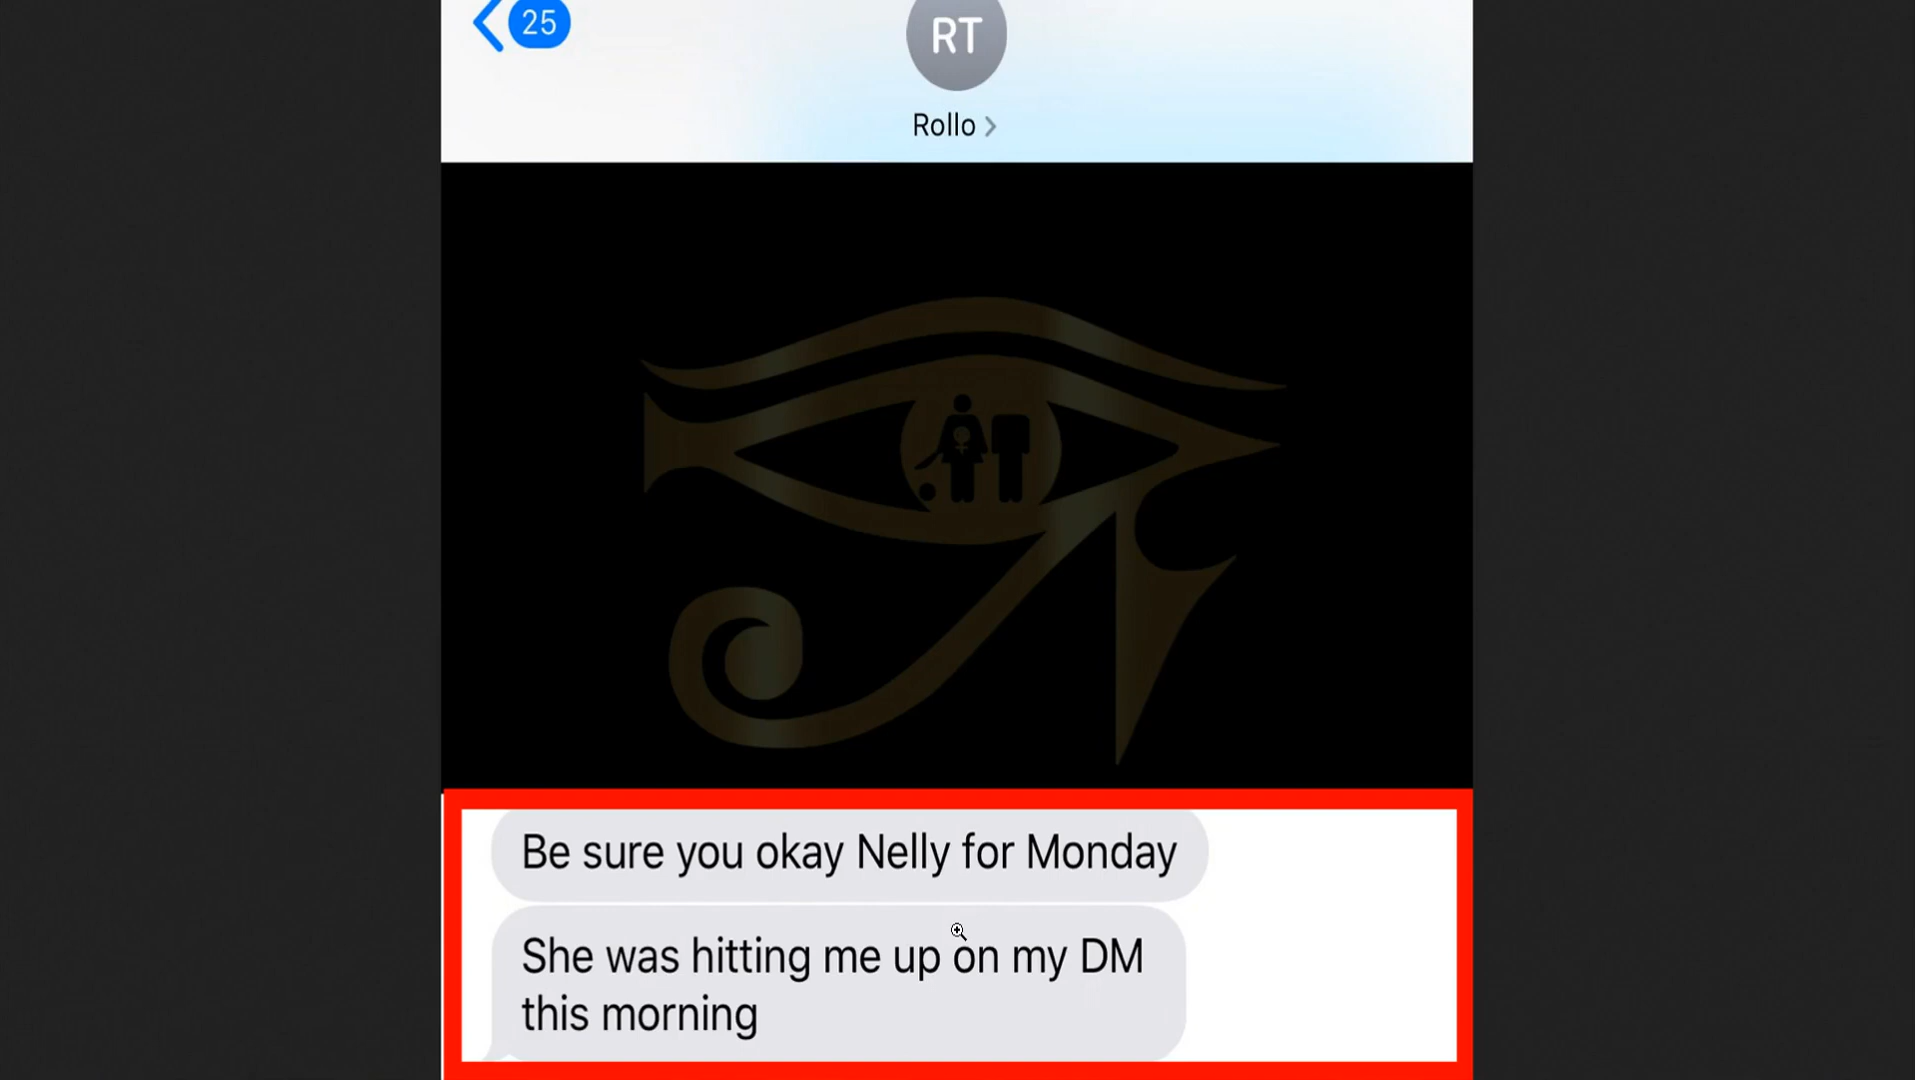 25
RT
Rollo
Be sure you okay Nelly for Monday
She was hitting me up on my DM
this morning